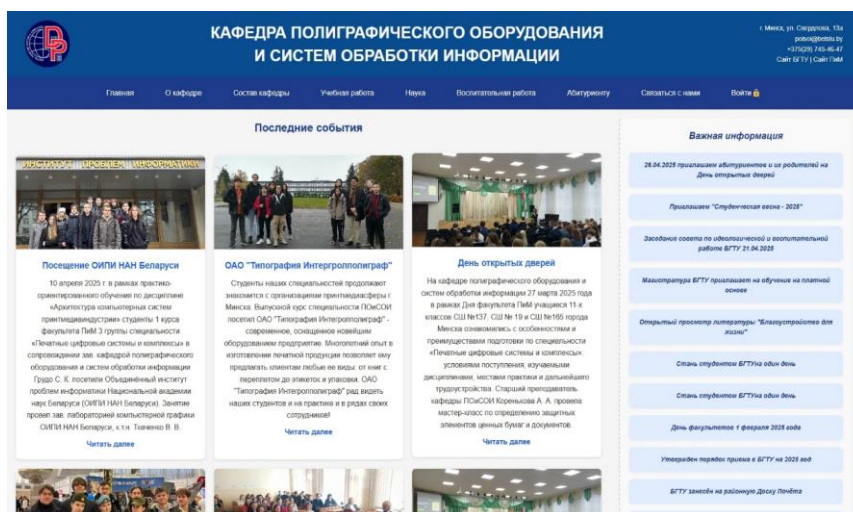 КАФЕДРА ПОЛИГРАФИЧЕСКОГО ОБОРУДОВАНИЯ
И СИСТЕМ ОБРАБОТКИ ИНФОРМАЦИИ
г. Минск, ул. Свердлова, 13а
poisoi@belstu.by
+375(29) 745-46-47
Сайт БГТУ | Сайт ПиМ
Главная О кафедре Состав кафедры Учебная работа Наука Воспитательная работа Абитуриенту Связаться с нами Войти
Последние события
ИНСТИТУТ ПРОБЛЕМ ИНФОРМАТИКИ
Посещение ОИПИ НАН Беларуси
10 апреля 2025 г. в рамках практико-
ориентированного обучения по дисциплине
«Архитектура компьютерных систем
принтмедиаиндустрии» студенты 1 курса
факультета ПиМ 3 группы специальности
«Печатные цифровые системы и комплексы» в
сопровождении зав. кафедрой полиграфического
оборудования и систем обработки информации
Грудо С. К. посетили Объединённый институт
проблем информатики Национальной академии
наук Беларуси (ОИПИ НАН Беларуси). Занятие
провел зав. лабораторией компьютерной графики
ОИПИ НАН Беларуси, к.т.н. Ткаченко В. В.
Читать далее
ОАО "Типография Интергролполиграф"
Студенты наших специальностей продолжают
знакомится с организациями принтмедиасферы г.
Минска. Выпускной курс специальности ПОиСОИ
посетил ОАО "Типография Интегролполиграф" -
современное, оснащенное новейшим
оборудованием предприятие. Многолетний опыт в
изготовлении печатной продукции позволяет ему
предлагать клиентам любые ее виды: от книг с
переплетом до этикеток и упаковки. ОАО
"Типография Интегролполиграф" рад видеть
наших студентов и на практике и в рядах своих
сотрудников!
Читать далее
День открытых дверей
На кафедре полиграфического оборудования и
систем обработки информации 27 марта 2025 года
в рамках Дня факультета ПиМ учащиеся 11-х
классов СШ №137, СШ № 19 и СШ №165 города
Минска ознакомились с особенностями и
преимуществами подготовки по специальности
«Печатные цифровые системы и комплексы»:
условиями поступления, изучаемыми
дисциплинами, местами практики и дальнейшего
трудоустройства. Старший преподаватель
кафедры ПОиСОИ Коренькова А. А. провела
мастер-класс по определению защитных
элементов ценных бумаг и документов.
Читать далее
Важная информация
26.04.2025 приглашаем абитуриентов и их родителей на
День открытых дверей
Приглашаем "Студенческая весна - 2025"
Заседание совета по идеологической и воспитательной
работе БГТУ 21.04.2025
Магистратура БГТУ приглашает на обучение на платной
основе
Открытый просмотр литературы "Благоустройство для
жизни"
Стань студентом БГТУна один день
Стань студентом БГТУна один день
День факультетов 1 февраля 2025 года
Утвержден порядок приема в БГТУ на 2025 год
БГТУ занесён на районную Доску Почёта